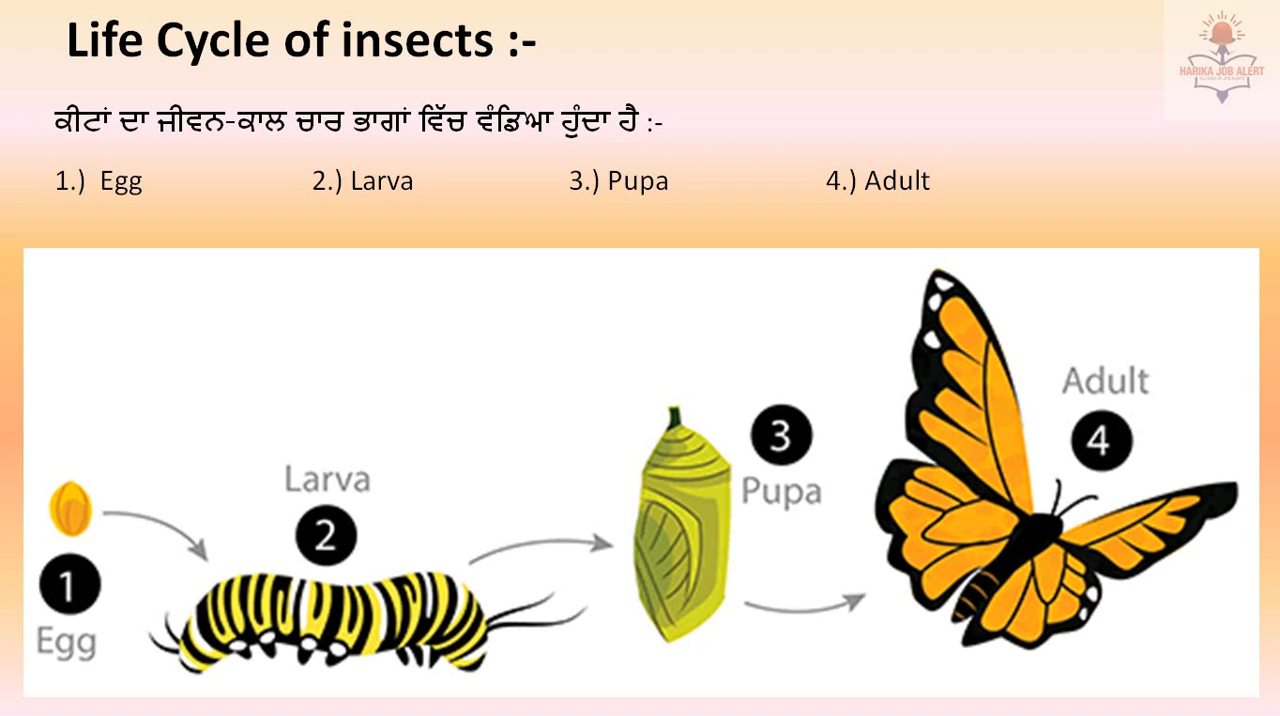 Life Cycle of insects :-
HARIKA JOB ALERT
ਕੀਟਾਂ ਦਾ ਜੀਵਨ-ਕਾਲ ਚਾਰ ਭਾਗਾਂ ਵਿੱਚ ਵੰਡਿਆ ਹੁੰਦਾ ਹੈ :-
1.) Egg 2.) Larva 3.) Pupa 4.) Adult
Adult
4
3
Pupa
Larva
2
1
Egg